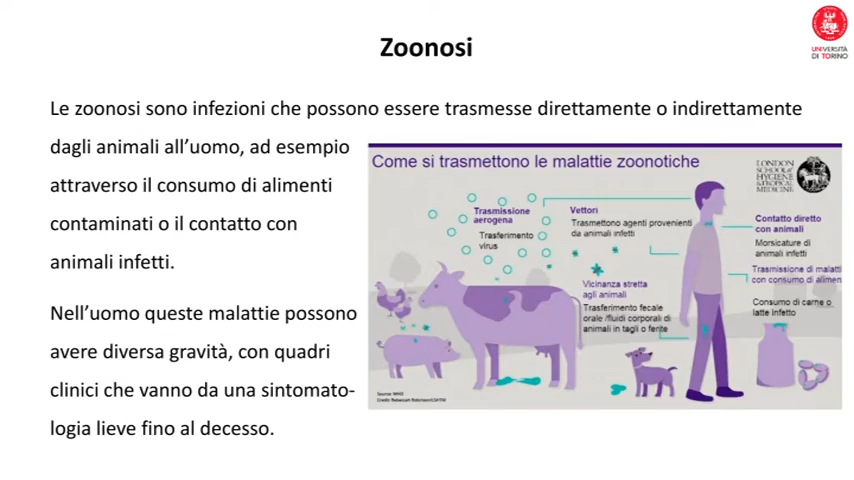 Zoonosi
UNIVERSITÀ
DI TORINO
Le zoonosi sono infezioni che possono essere trasmesse direttamente o indirettamente
dagli animali all'uomo, ad esempio
attraverso il consumo di alimenti
contaminati o il contatto con
animali infetti.
Nell'uomo queste malattie possono
avere diversa gravità, con quadri
clinici che vanno da una sintomato-
logia lieve fino al decesso.
Come si trasmettono le malattie zoonotiche
LONDON
SCHOOL of
HYGIENE
& TROPICAL
MEDICINE
Trasmissione
aerogena
Trasferimento
virus
Vettori
Trasmettono agenti provenienti
da animali infetti
Contatto diretto
con animali
Morsicature di
animali infetti
Vicinanza stretta
agli animali
Trasferimento fecale
orale /fluidi corporali di
animali in tagli o ferite
Trasmissione di malatti
con consumo di alimen
Consumo di carne o
latte infetto
Source: WHO